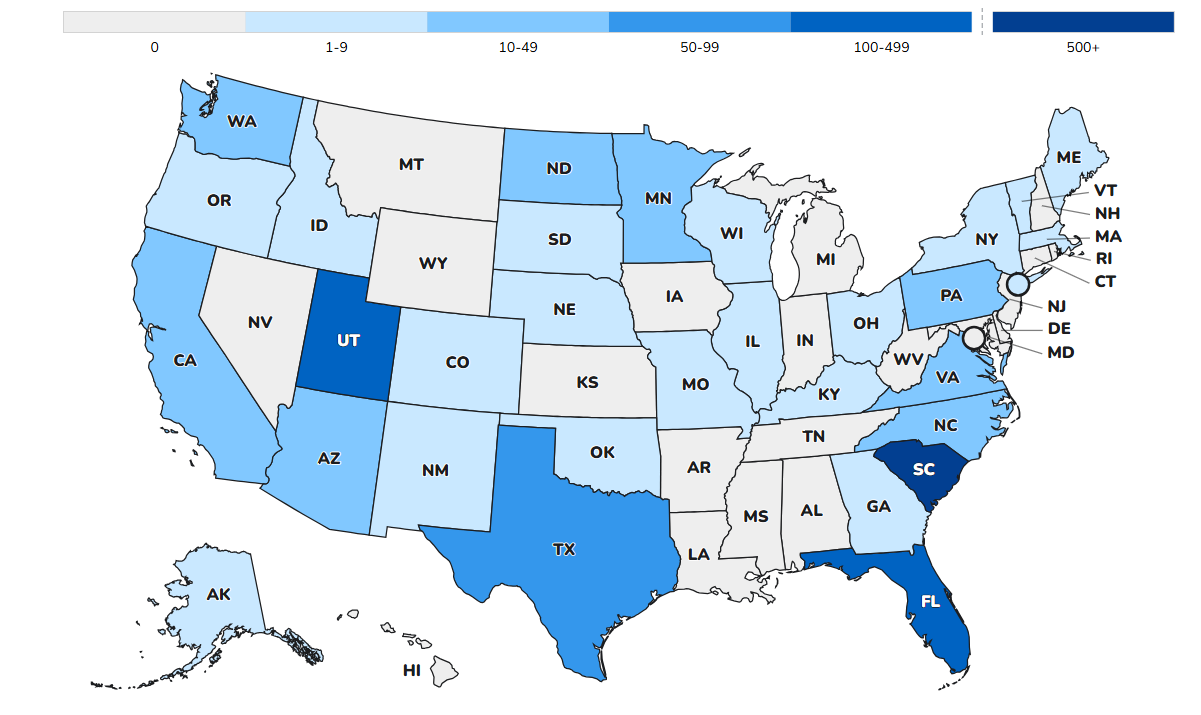 0 1-9 10-49 50-99 100-499 500+
WA
MT
ND
ME
OR
MN
VT
ID
SD
WI
NY
NH
MA
WY
MI
RI
CT
IA
PA
NE
NJ
NV
OH
DE
UT
IL
IN
MD
CA
CO
WV
KS
MO
VA
KY
NC
AZ
NM
OK
TN
AR
SC
MS
AL
GA
TX
LA
AK
FL
HI